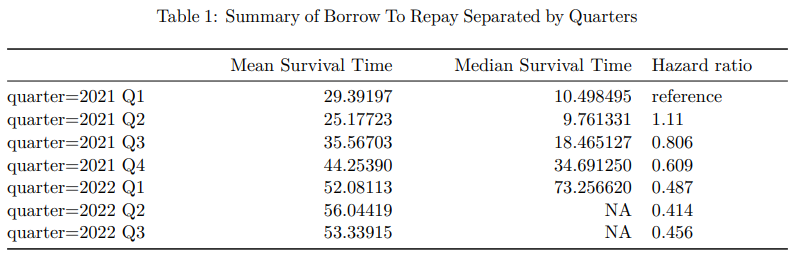 Table 1: Summary of Borrow To Repay Separated by Quarters
Mean Survival Time Median Survival Time Hazard ratio
quarter=2021 Q1 29.39197 10.498495 reference
quarter=2021 Q2 25.17723 9.761331 1.11
quarter=2021 Q3 35.56703 18.465127 0.806
quarter=2021 Q4 44.25390 34.691250 0.609
quarter=2022 Q1 52.08113 73.256620 0.487
quarter=2022 Q2 56.04419 NA 0.414
quarter=2022 Q3 53.33915 NA 0.456